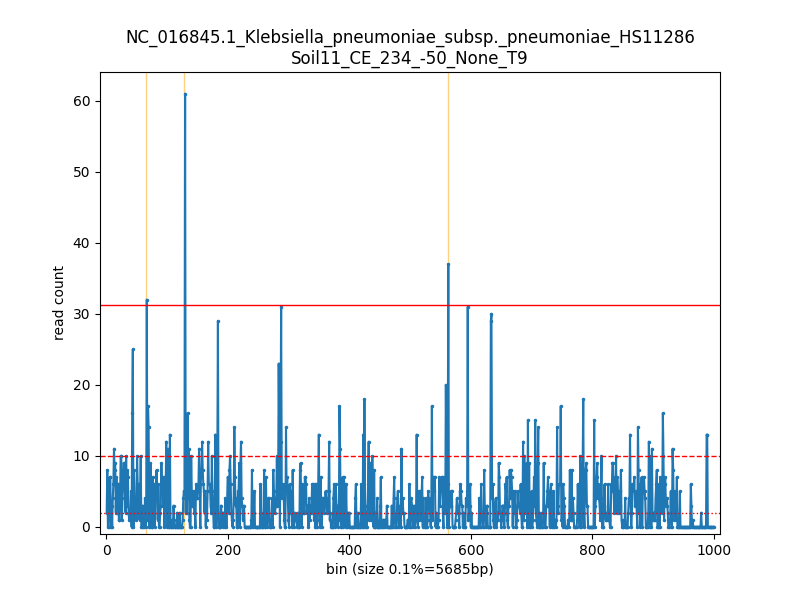 NC_016845.1_Klebsiella_pneumoniae_subsp._pneumoniae_HS11286
Soil11_CE_234_-50_None_T9
60
50
40
30
20
10
0
read count
0 200 400 600 800 1000
bin (size 0.1%=5685bp)